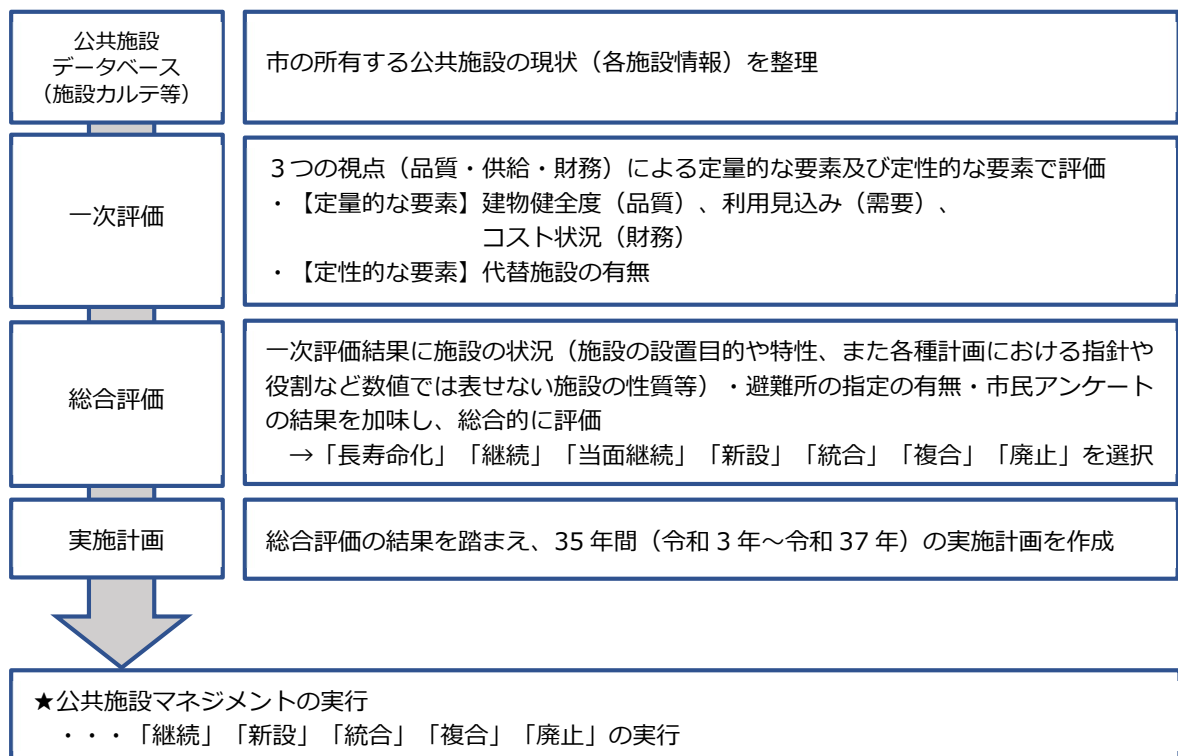 公共施設
データベース
（施設カルテ等）
市の所有する公共施設の現状（各施設情報）を整理
一次評価
３つの視点（品質・供給・財務）による定量的な要素及び定性的な要素で評価
・【定量的な要素】建物健全度（品質）、利用見込み（需要）、
コスト状況（財務）
・【定性的な要素】代替施設の有無
総合評価
一次評価結果に施設の状況（施設の設置目的や特性、また各種計画における指針や
役割など数値では表せない施設の性質等）・避難所の指定の有無・市民アンケート
の結果を加味し、総合的に評価
→「長寿命化」「継続」「当面継続」「新設」「統合」「複合」「廃止」を選択
実施計画
総合評価の結果を踏まえ、35 年間（令和 3 年～令和 37 年）の実施計画を作成
★公共施設マネジメントの実行
・・・「継続」「新設」「統合」「複合」「廃止」の実行